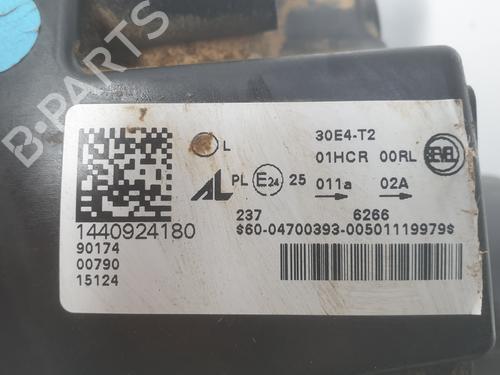 B-PARTS
L
30E4-T2
01HCR 00RL
SEVEL
AL PL E24 25
011a 02A
237 6266
$60-04700393-00501119979$
1440924180
90174
00790
15124